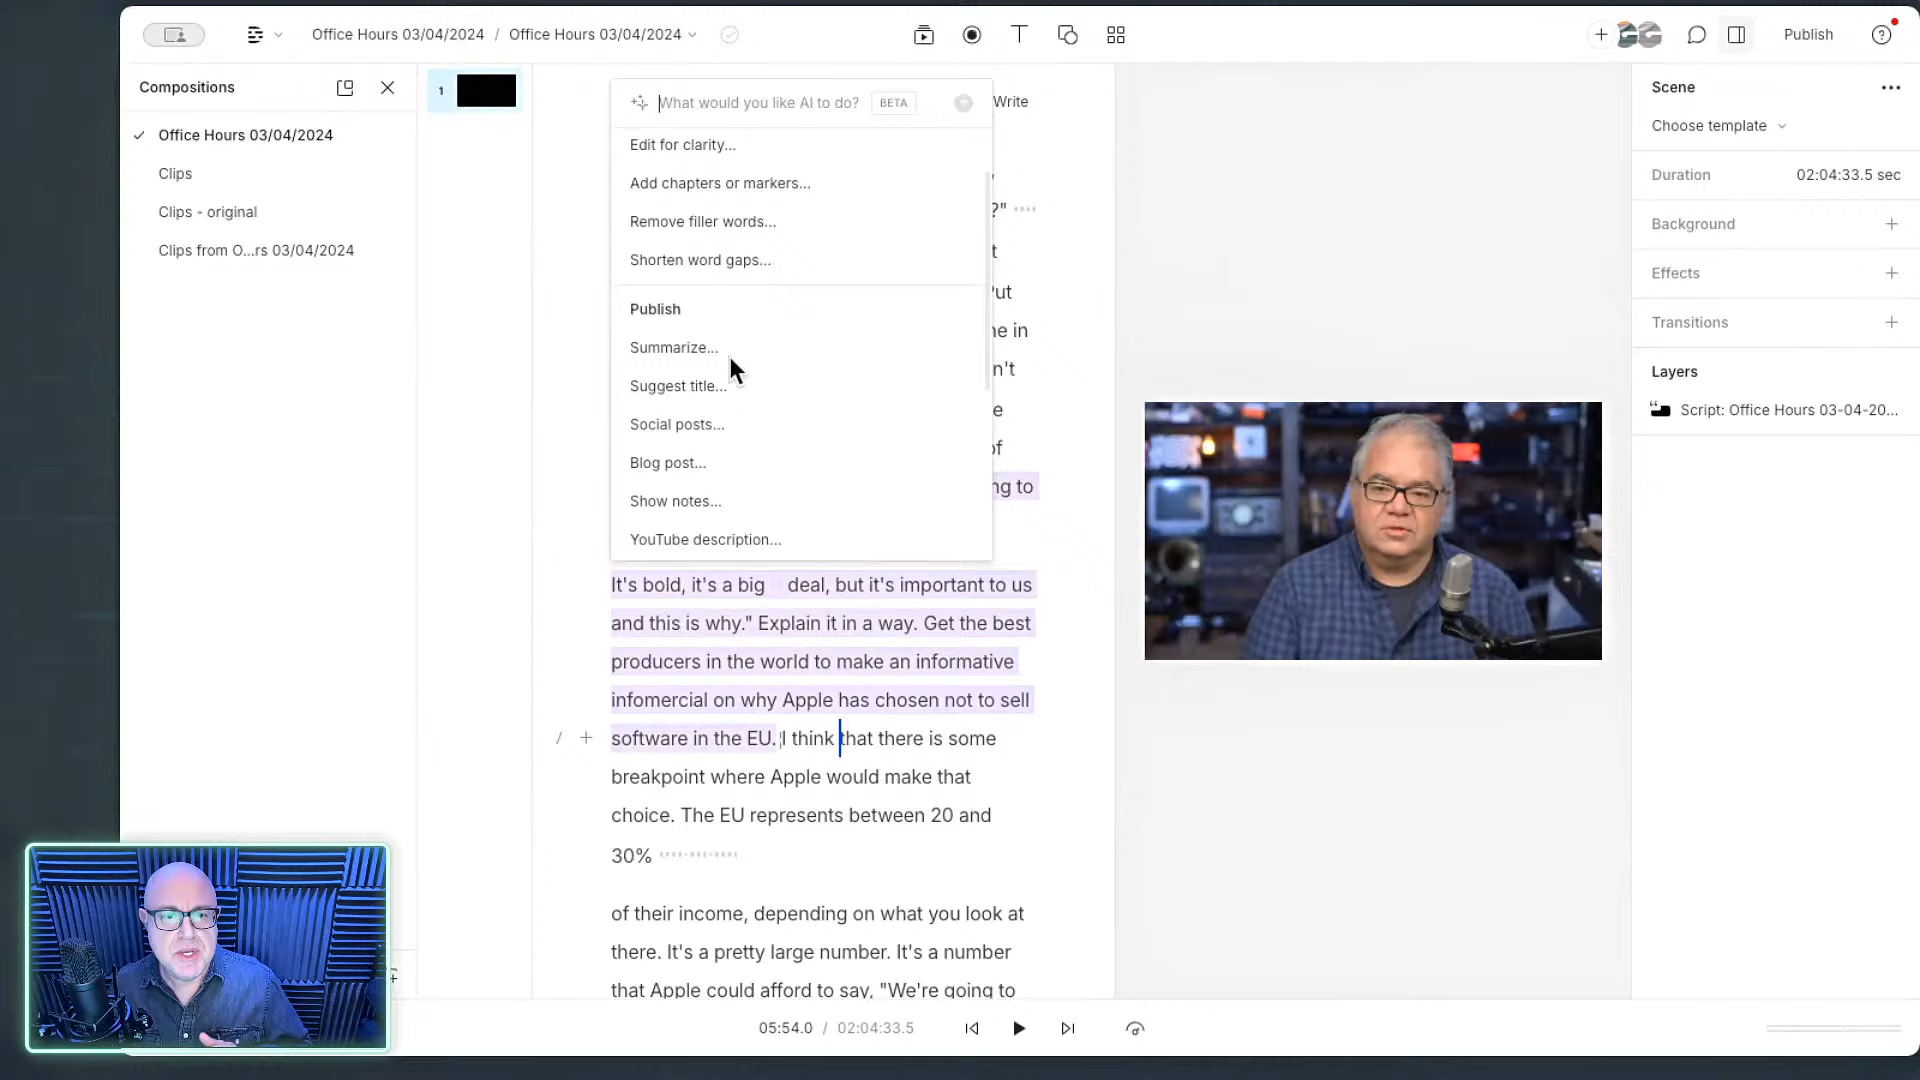 Office Hours 03/04/2024 / Office Hours 03/04/2024
Publish
Compositions
Office Hours 03/04/2024
Clips
Clips - original
Clips from O...rs 03/04/2024
1
What would you like AI to do? BETA
Write
Edit for clarity...
Add chapters or markers...
Remove filler words...
Shorten word gaps...
Publish
Summarize...
Suggest title...
Social posts...
Blog post...
Show notes...
YouTube description...
?"
t
ne in
n't
e
of
ng to
It's bold, it's a big deal, but it's important to us
and this is why." Explain it in a way. Get the best
producers in the world to make an informative
infomercial on why Apple has chosen not to sell
/ + software in the EU. I think that there is some
breakpoint where Apple would make that
choice. The EU represents between 20 and
30%
of their income, depending on what you look at
there. It's a pretty large number. It's a number
that Apple could afford to say, "We're going to
05:54.0 / 02:04:33.5
Scene
Choose template
Duration 02:04:33.5 sec
Background
Effects
Transitions
Layers
Script: Office Hours 03-04-20...